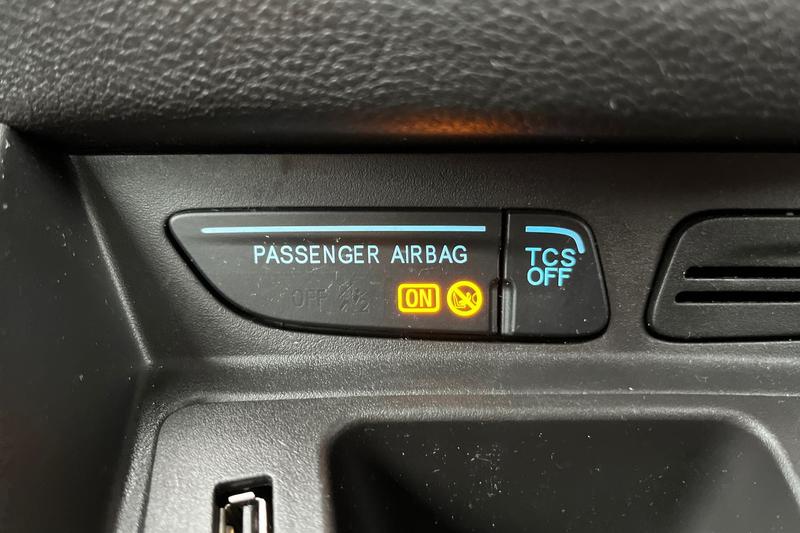 PASSENGER AIRBAG
OFF ON
TCS
OFF